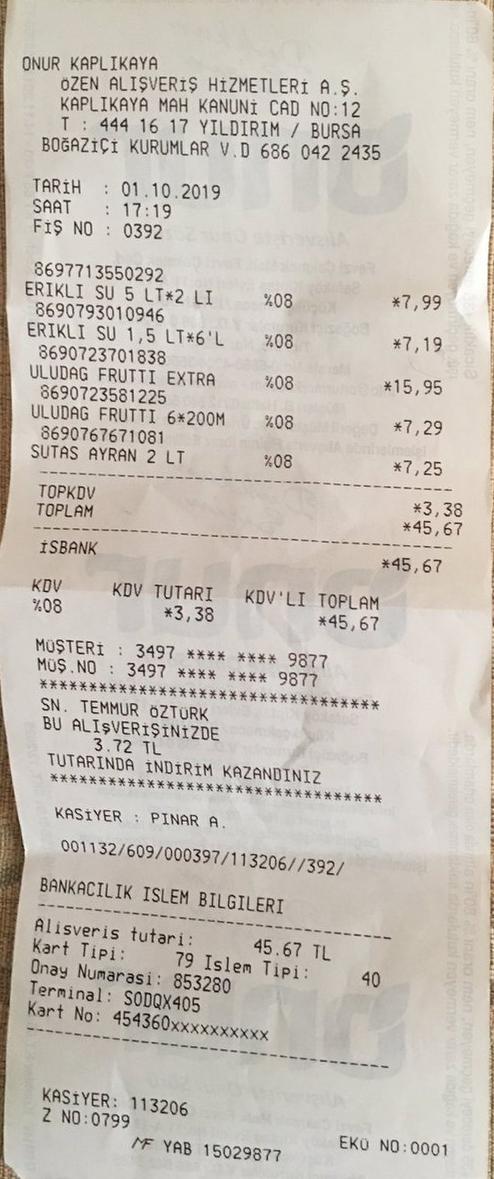 ONUR KAPLIKAYA
ÖZEN ALIŞVERİŞ HİZMETLERİ A.Ş.
KAPLIKAYA MAH KANUNİ CAD NO:12
T : 444 16 17 YILDIRIM / BURSA
BOĞAZİÇİ KURUMLAR V.D 686 042 2435
TARİH : 01.10.2019
SAAT : 17:19
FİŞ NO : 0392
8697713550292
ERIKLI SU 5 LT*2 LI %08 *7,99
8690793010946
ERIKLI SU 1,5 LT*6'L %08 *7,19
8690723701838
ULUDAG FRUTTI EXTRA %08 *15,95
8690723581225
ULUDAG FRUTTI 6*200M %08 *7,29
8690767671081
SUTAS AYRAN 2 LT %08 *7,25
TOPKDV *3,38
TOPLAM *45,67
İSBANK *45,67
KDV KDV TUTARI KDV'LI TOPLAM
%08 *3,38 *45,67
MÜŞTERİ : 3497 **** **** 9877
MÜŞ.NO : 3497 **** **** 9877
**********************************
SN. TEMMUR ÖZTÜRK
BU ALIşVERİŞİNİZDE
3.72 TL
TUTARINDA İNDİRİM KAZANDINIZ
**********************************
KASİYER : PINAR A.
001132/609/000397/113206//392/
BANKACILIK ISLEM BILGILERI
Alisveris tutari: 45.67 TL
Kart Tipi: 79 Islem Tipi: 40
Onay Numarasi: 853280
Terminal: SODQX405
Kart No: 454360xxxxxxxxxx
KASİYER: 113206
Z NO:0799 EKÜ NO:0001
MF YAB 15029877